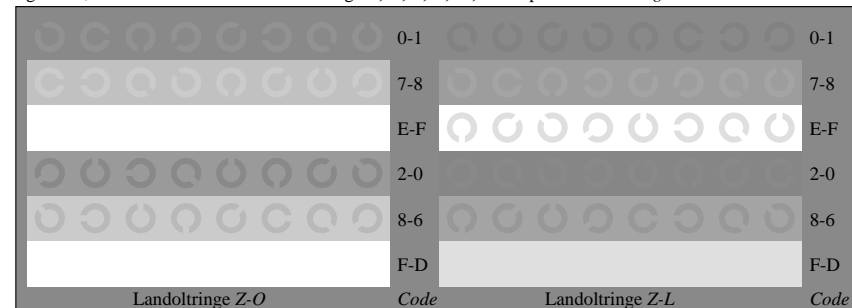 0-1 0-1
7-8 7-8
E-F E-F
2-0 2-0
8-6 8-6
F-D F-D
Landoltringe Z-O Code Landoltringe Z-L Code